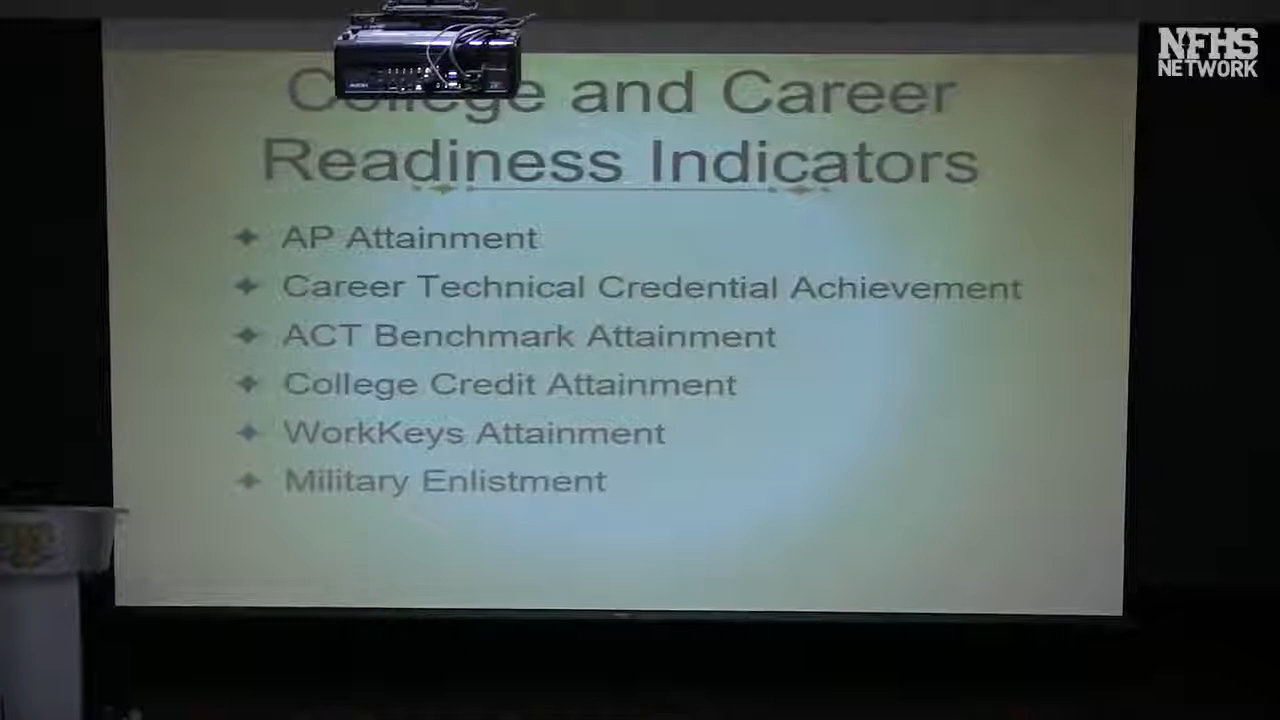 NFHS
NETWORK
College and Career
Readiness Indicators
AP Attainment
Career Technical Credential Achievement
ACT Benchmark Attainment
College Credit Attainment
WorkKeys Attainment
Military Enlistment